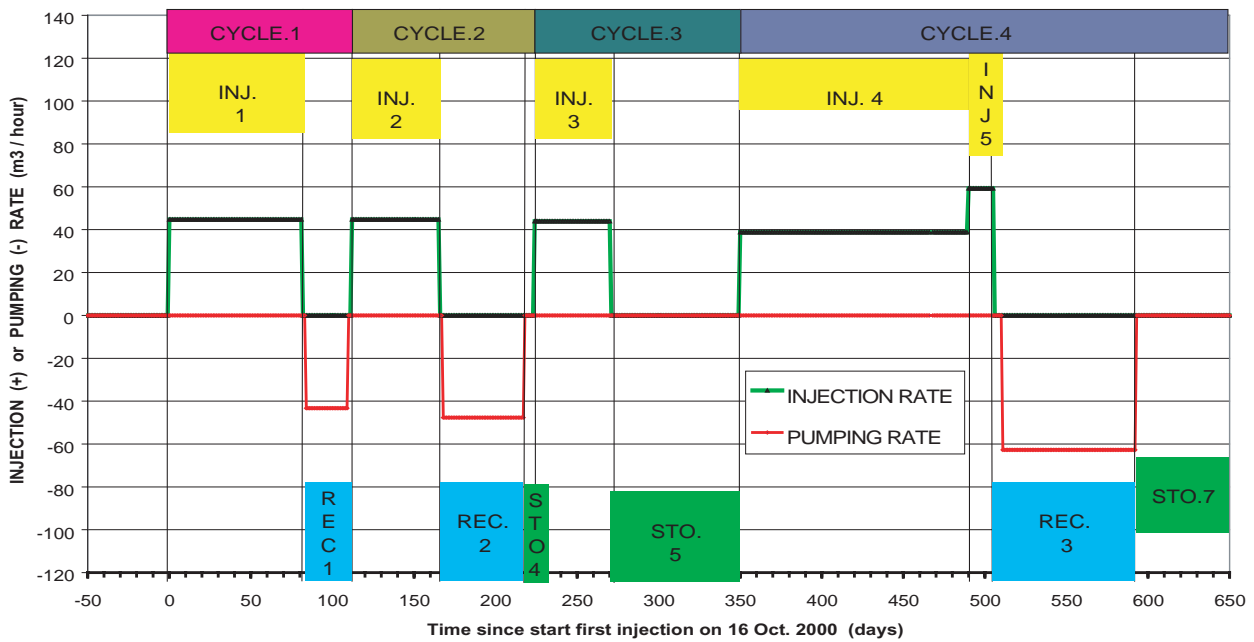 INJECTION (+) or PUMPING (-) RATE (m3 / hour)
140
120
100
80
60
40
20
0
-20
-40
-60
-80
-100
-120
CYCLE.1
CYCLE.2
CYCLE.3
CYCLE.4
INJ.
1
INJ.
2
INJ.
3
INJ. 4
I
N
J
5
INJECTION RATE
PUMPING RATE
R
E
C
1
REC.
2
S
T
O
4
STO.
5
REC.
3
STO.7
-50 0 50 100 150 200 250 300 350 400 450 500 550 600 650
Time since start first injection on 16 Oct. 2000 (days)